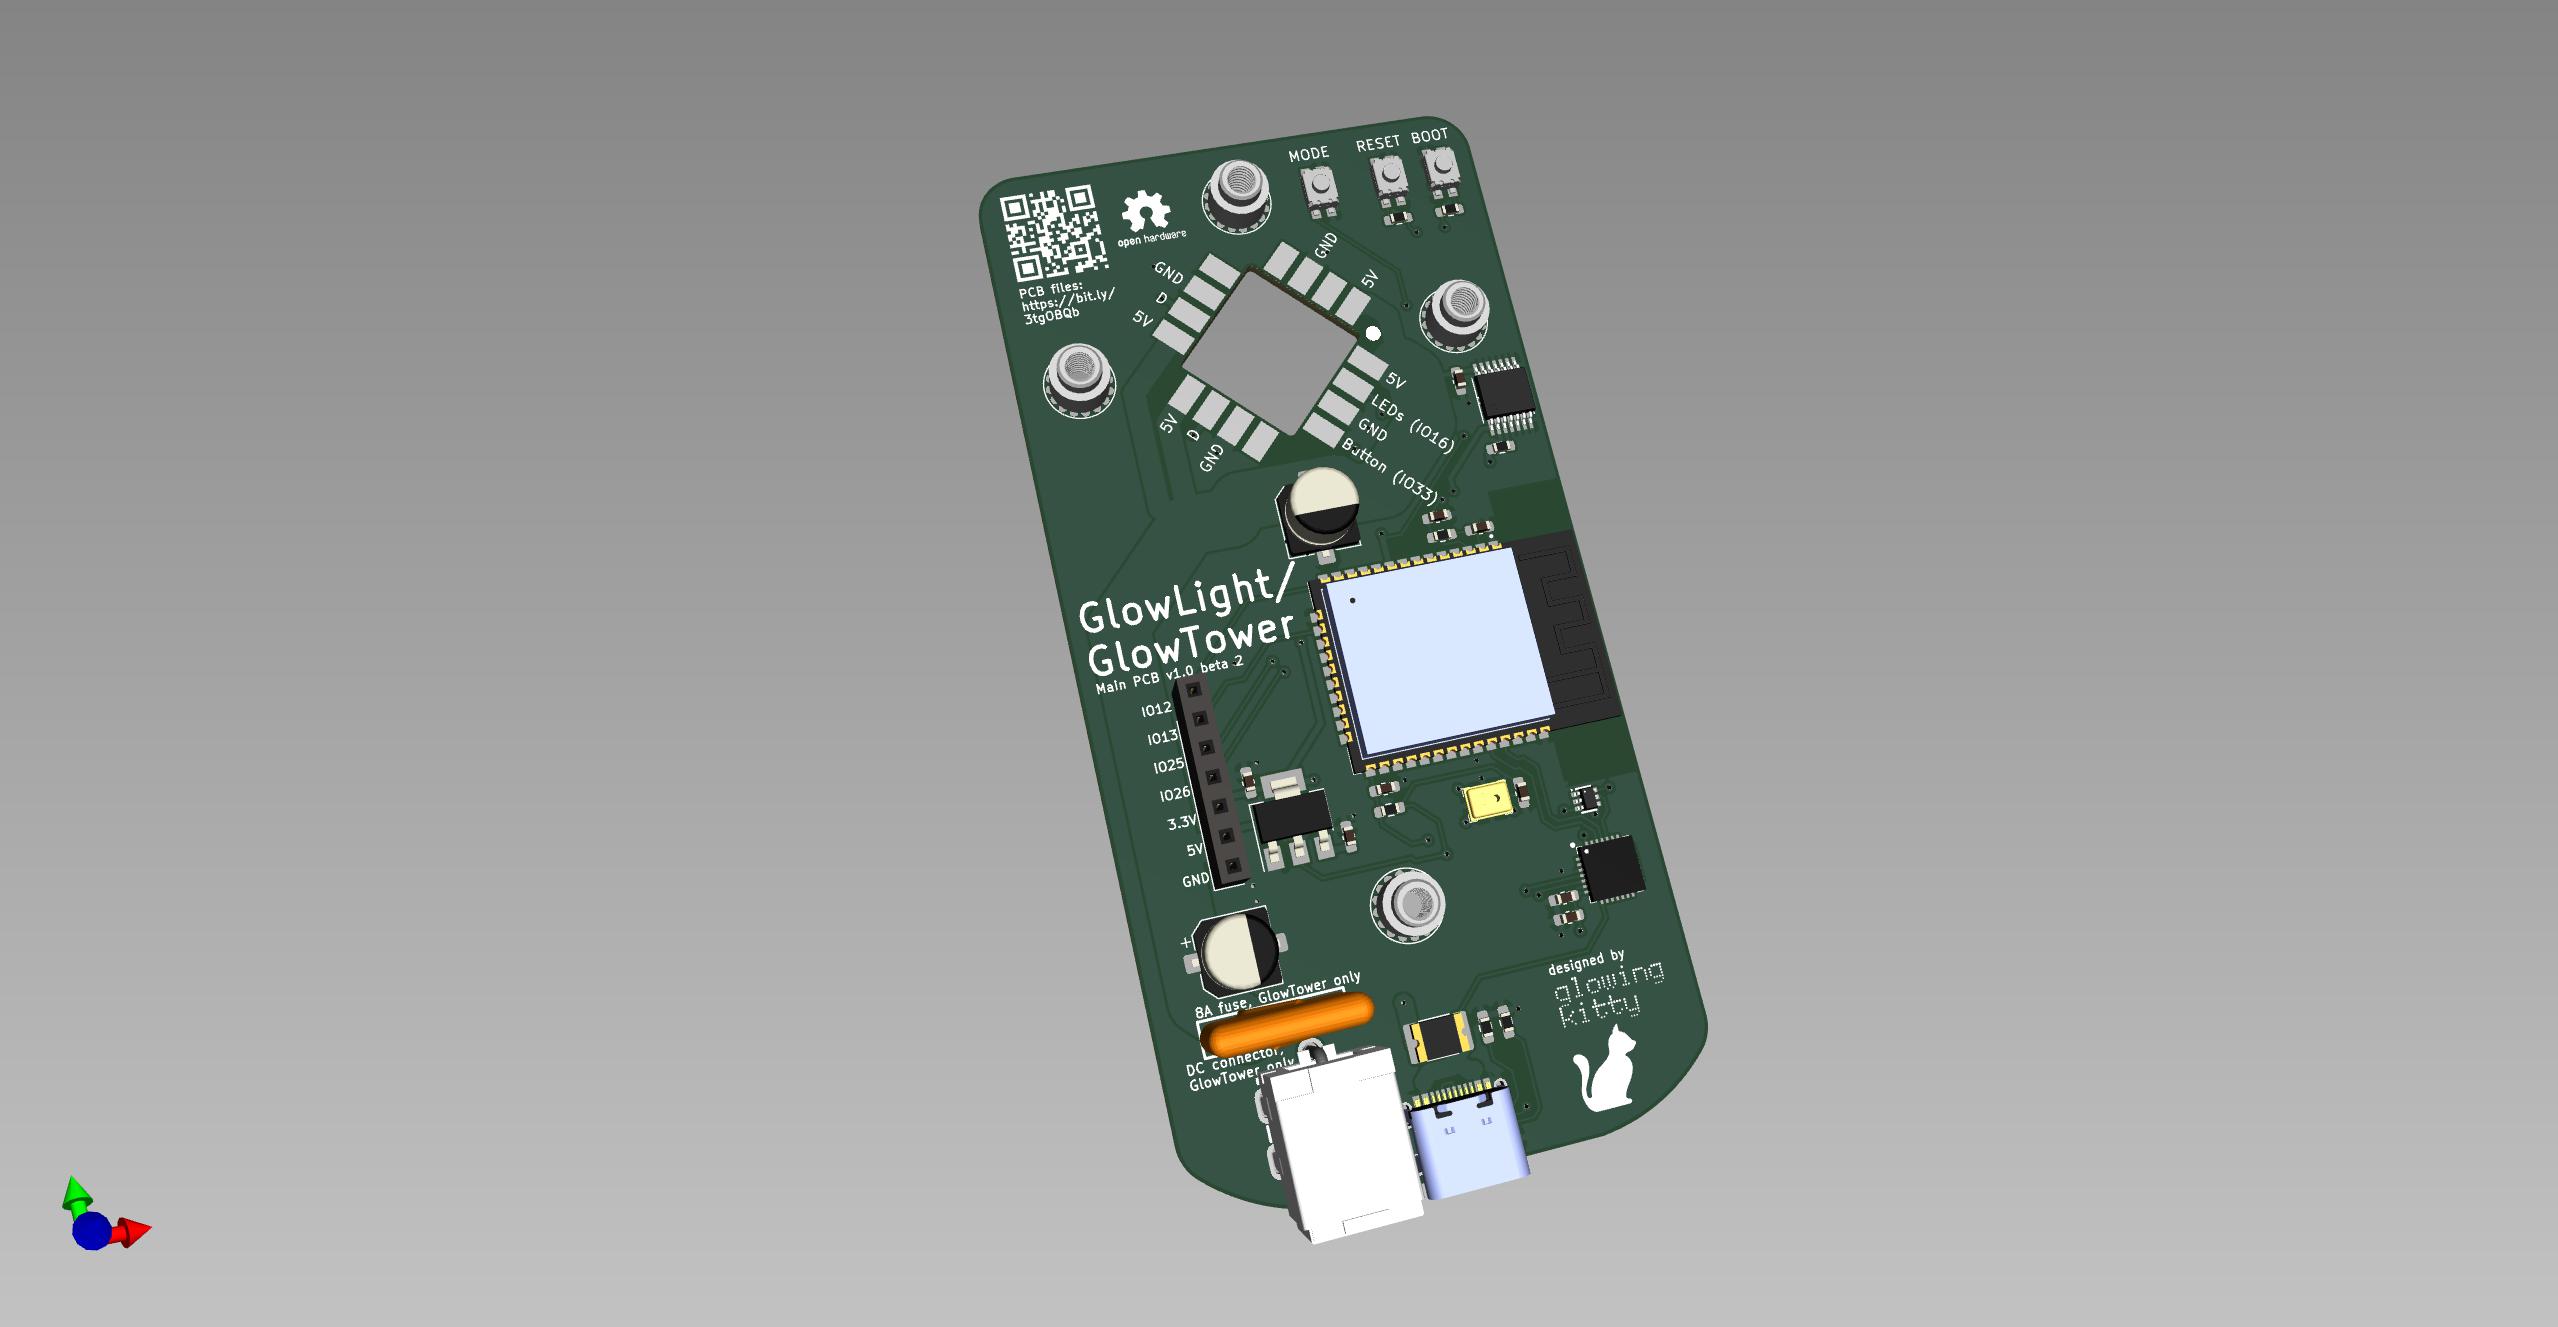 MODE
RESET
BOOT
open hardware
PCB files:
https://bit.ly/
3tgOBQb
GND
D
5V
GND
5V
5V
LEDs (IO16)
GND
Button (IO33)
5V
D
GND
GlowLight/
GlowTower
Main PCB v1.0 beta 2
IO12
IO13
IO25
IO26
3.3V
5V
GND
+
8A fuse, GlowTower only
DC connector,
GlowTower only
designed by
glowing
kitty